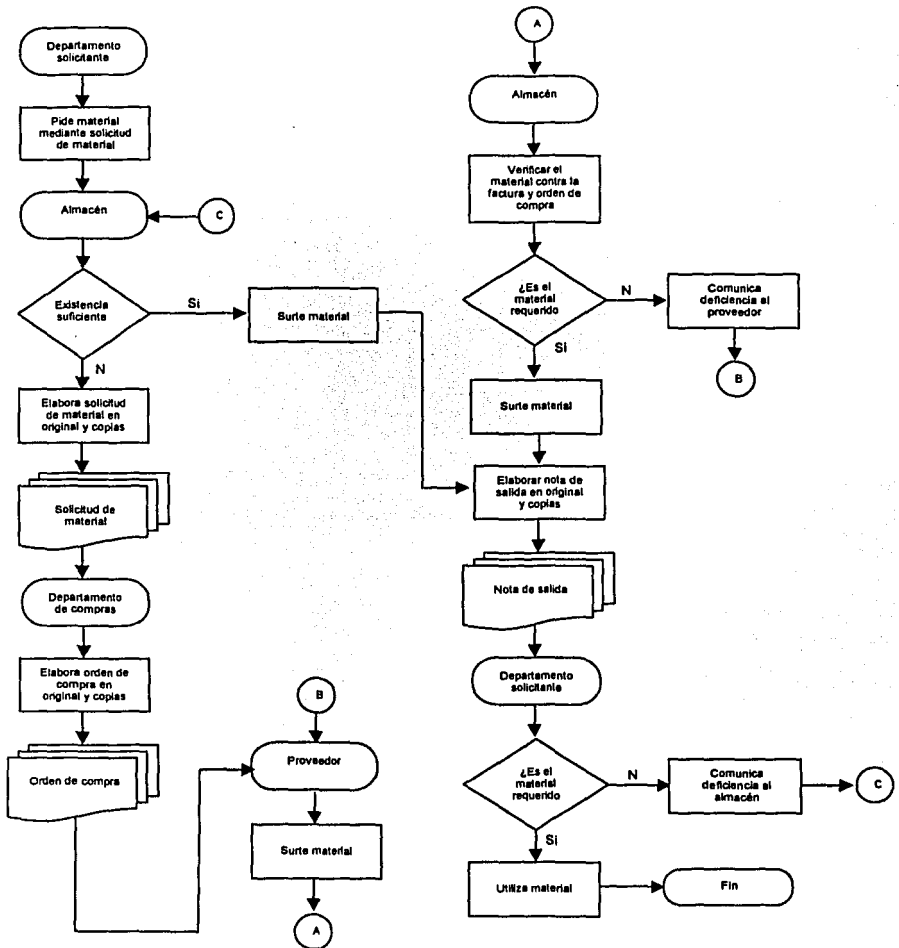 Departamento
solicitante
Pide material
mediante solicitud
de material
Almacén
C
Existencia
suficiente
Si
Surte material
N
Elabora solicitud
de material en
original y copias
Solicitud de
material
Departamento
de compras
Elabora orden de
compra en
original y copias
Orden de compra
B
Proveedor
Surte material
A
A
Almacén
Verificar el
material contra la
factura y orden de
compra
¿Es el
material
requerido
N
Comunica
deficiencia al
proveedor
B
Si
Surte material
Elaborar nota de
salida en original
y copias
Nota de salida
Departamento
solicitante
¿Es el
material
requerido
N
Comunica
deficiencia al
almacén
C
Si
Utiliza material
Fin